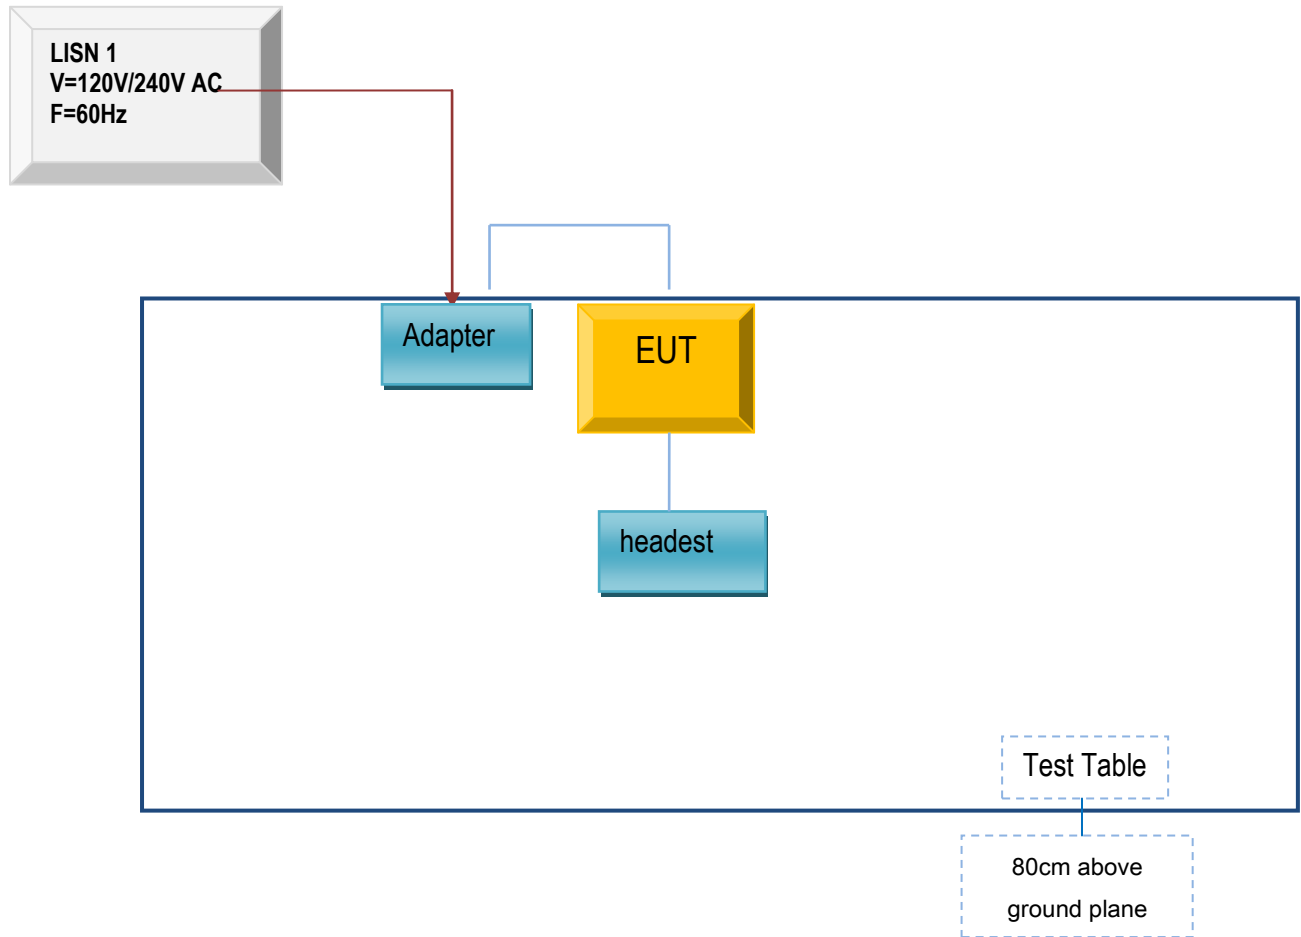 LISN 1
V=120V/240V AC
F=60Hz
Adapter
EUT
headest
Test Table
80cm above
ground plane